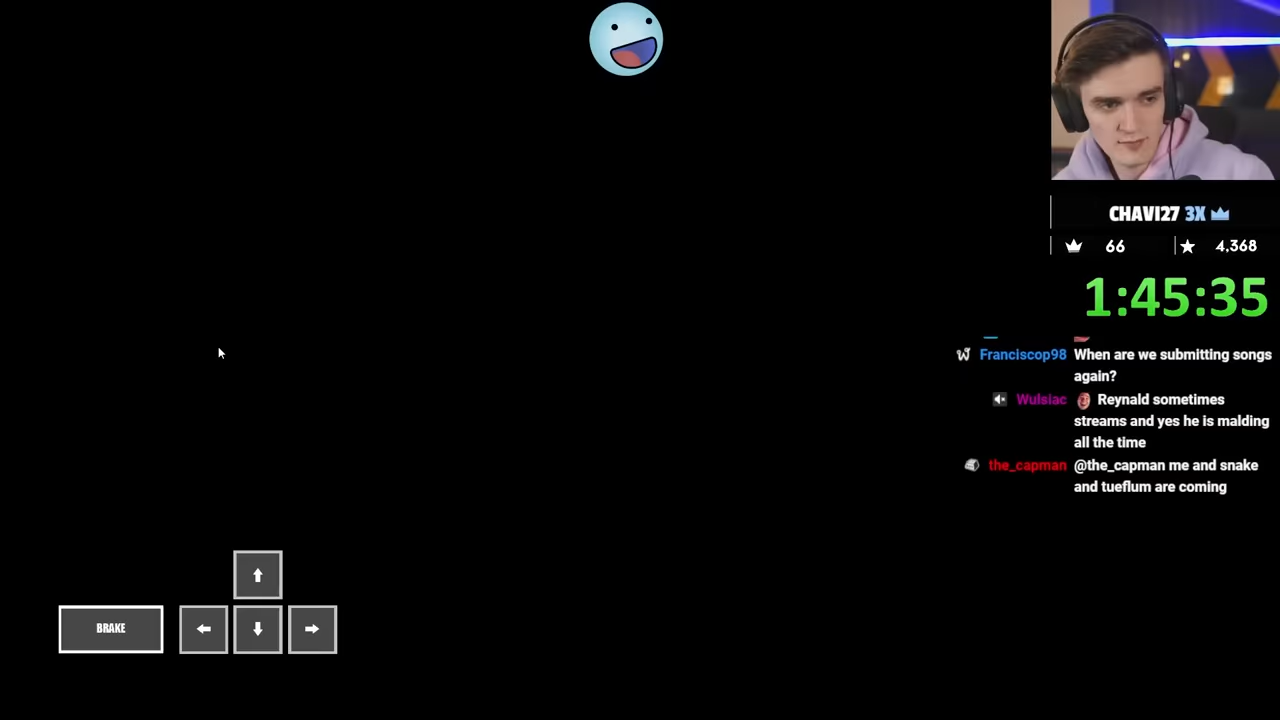 CHAVI27 3X
66 4,368
1:45:35
Franciscop98 When are we submitting songs
again?
Wulsiac Reynald sometimes
streams and yes he is malding
all the time
the_capman @the_capman me and snake
and tueflum are coming
BRAKE